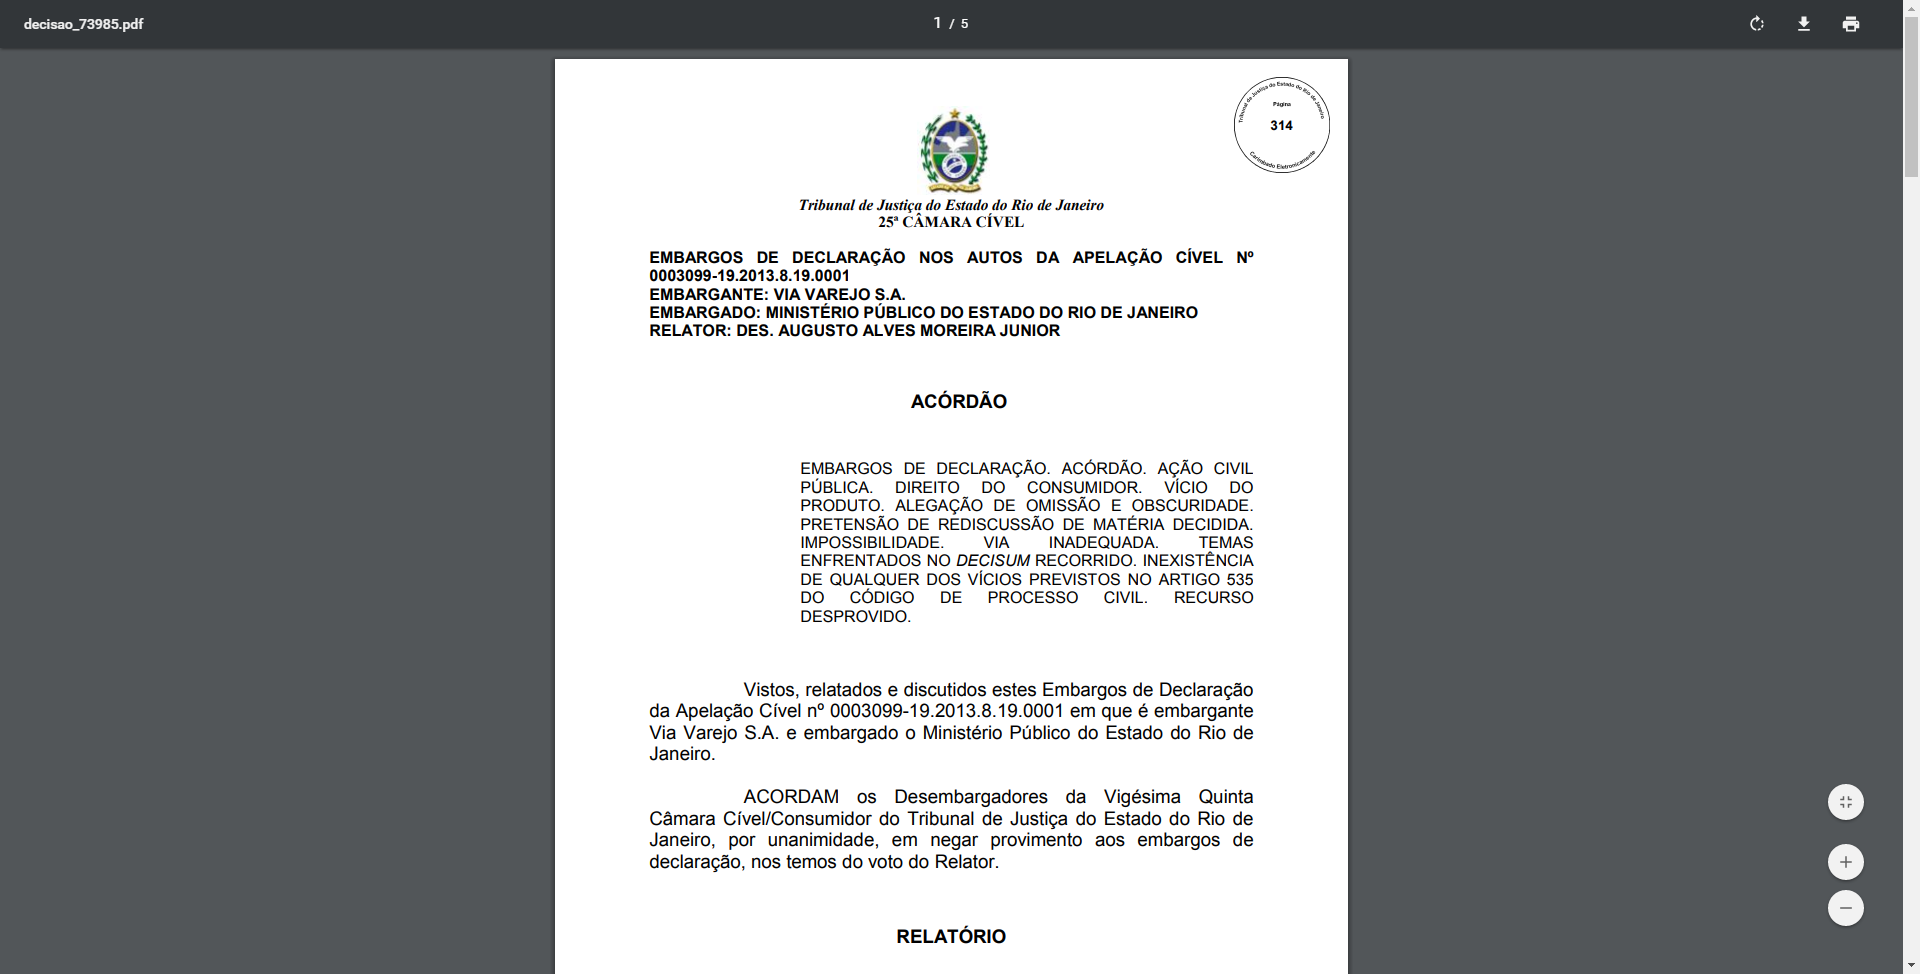 decisao_73985.pdf
1 / 5
Tribunal de Justiça do Estado do Rio de Janeiro
Página
314
Carimbado Eletronicamente
Tribunal de Justiça do Estado do Rio de Janeiro
25ª CÂMARA CÍVEL
EMBARGOS DE DECLARAÇÃO NOS AUTOS DA APELAÇÃO CÍVEL Nº
0003099-19.2013.8.19.0001
EMBARGANTE: VIA VAREJO S.A.
EMBARGADO: MINISTÉRIO PÚBLICO DO ESTADO DO RIO DE JANEIRO
RELATOR: DES. AUGUSTO ALVES MOREIRA JUNIOR
ACÓRDÃO
EMBARGOS DE DECLARAÇÃO. ACÓRDÃO. AÇÃO CIVIL
PÚBLICA. DIREITO DO CONSUMIDOR. VÍCIO DO
PRODUTO. ALEGAÇÃO DE OMISSÃO E OBSCURIDADE.
PRETENSÃO DE REDISCUSSÃO DE MATÉRIA DECIDIDA.
IMPOSSIBILIDADE. VIA INADEQUADA. TEMAS
ENFRENTADOS NO DECISUM RECORRIDO. INEXISTÊNCIA
DE QUALQUER DOS VÍCIOS PREVISTOS NO ARTIGO 535
DO CÓDIGO DE PROCESSO CIVIL. RECURSO
DESPROVIDO.
Vistos, relatados e discutidos estes Embargos de Declaração
da Apelação Cível nº 0003099-19.2013.8.19.0001 em que é embargante
Via Varejo S.A. e embargado o Ministério Público do Estado do Rio de
Janeiro.
ACORDAM os Desembargadores da Vigésima Quinta
Câmara Cível/Consumidor do Tribunal de Justiça do Estado do Rio de
Janeiro, por unanimidade, em negar provimento aos embargos de
declaração, nos temos do voto do Relator.
RELATÓRIO